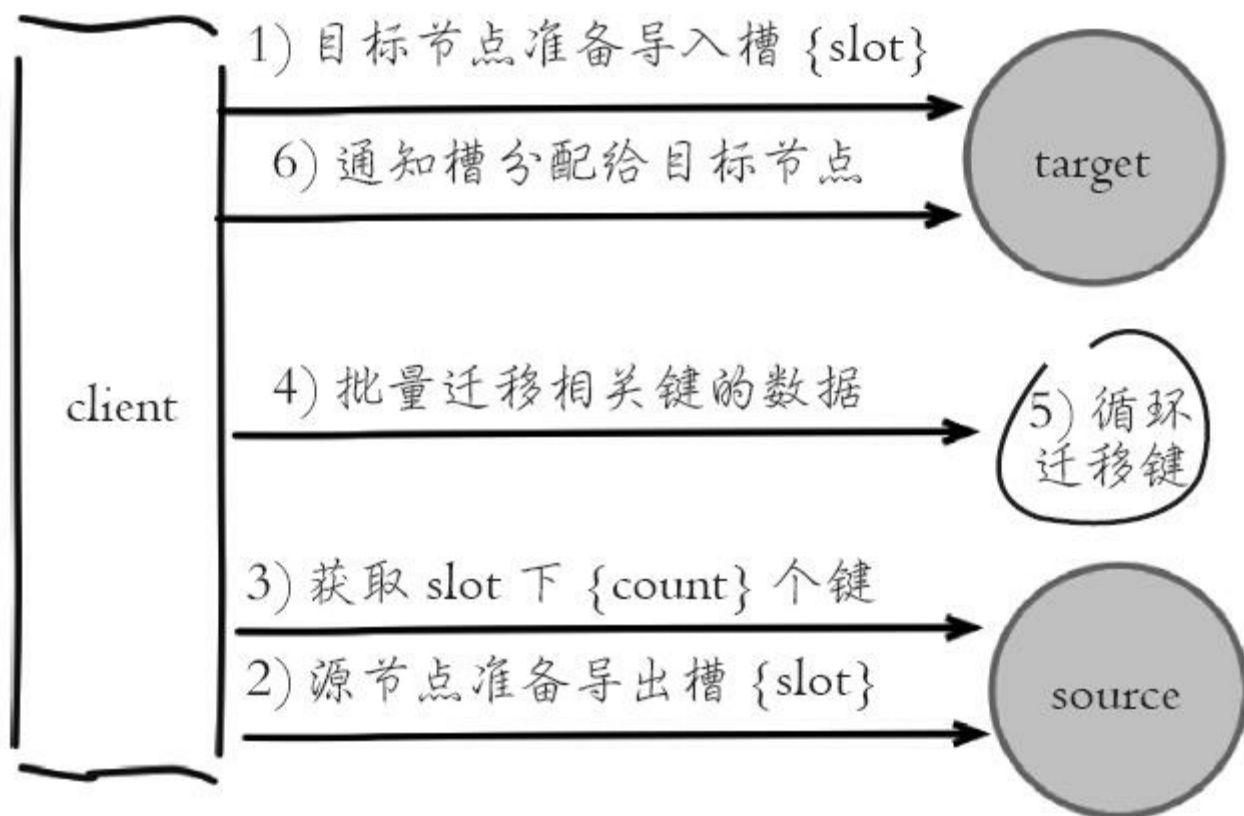 1) 目标节点准备导入槽 {slot}
target
6) 通知槽分配给目标节点
client
4) 批量迁移相关键的数据
5) 循环
迁移键
3) 获取 slot 下 {count} 个键
2) 源节点准备导出槽 {slot}
source